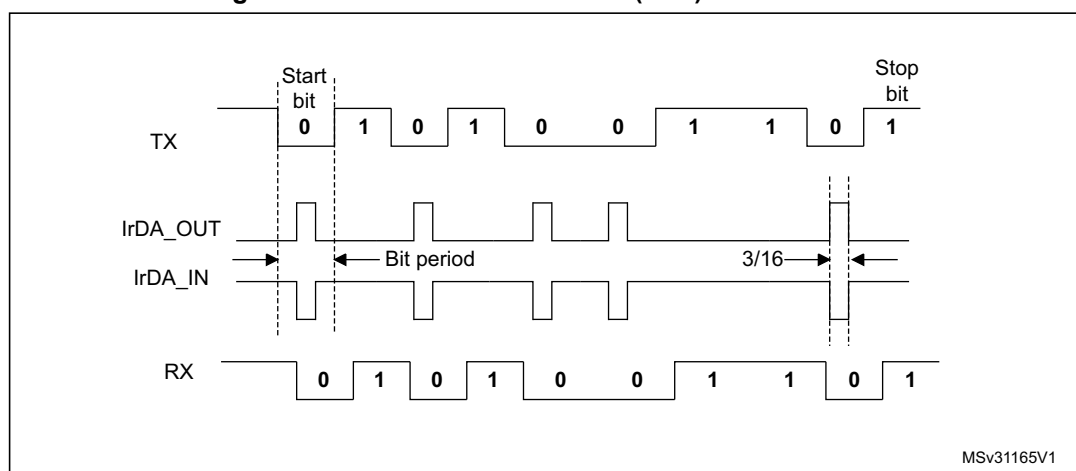 Start
bit
Stop
bit
TX
0 1 0 1 0 0 1 1 0 1
IrDA_OUT
Bit period
3/16
IrDA_IN
RX
0 1 0 1 0 0 1 1 0 1
MSv31165V1